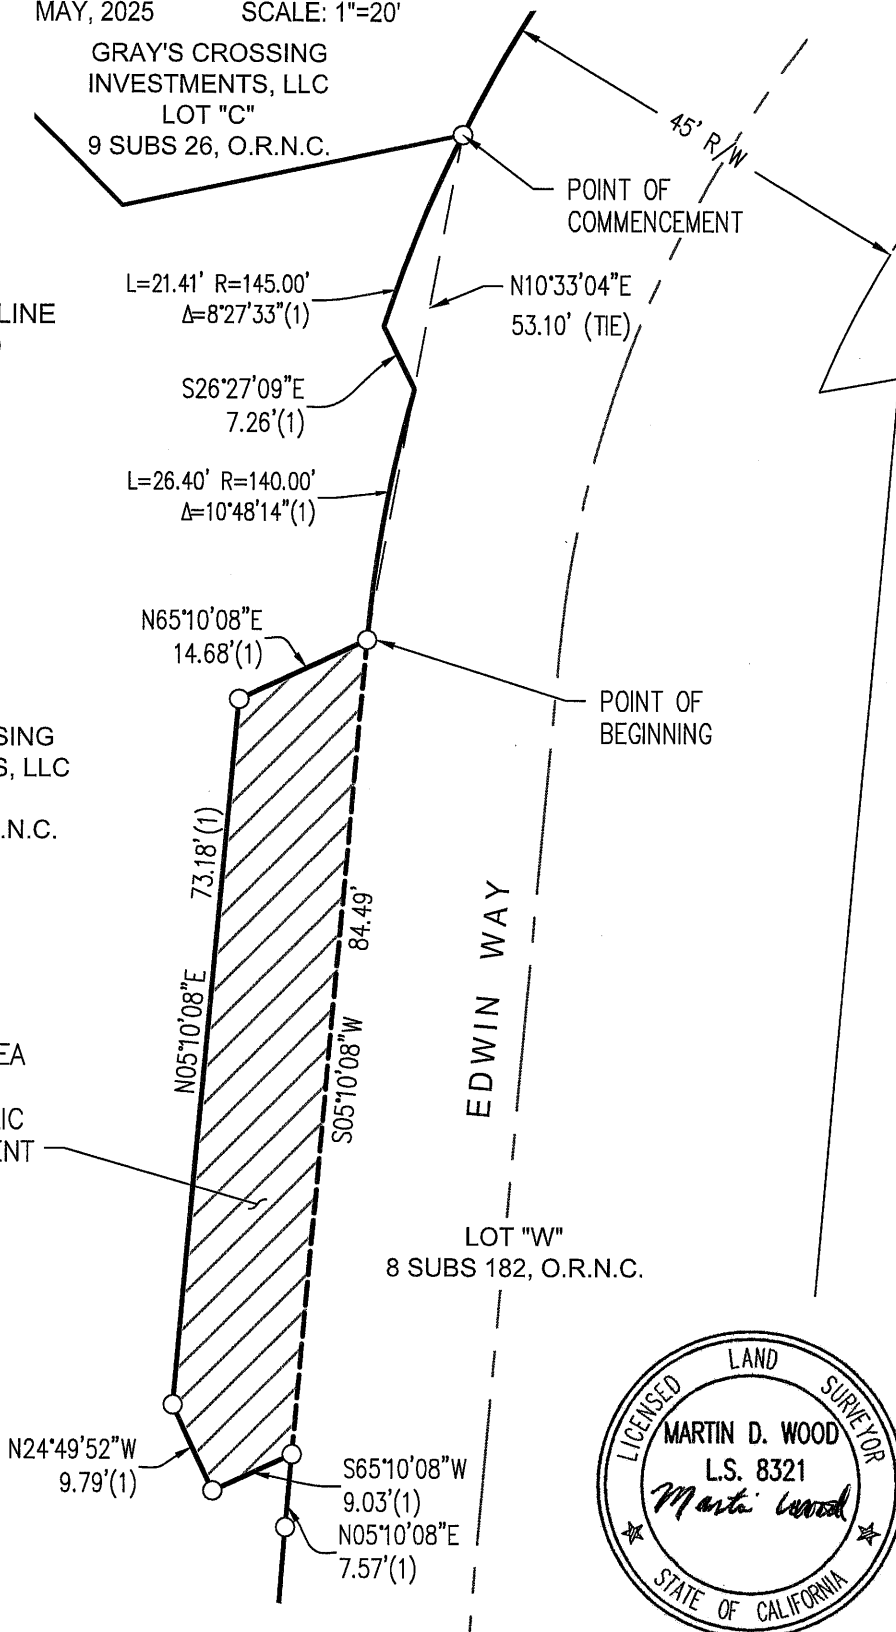 MAY, 2025 SCALE: 1"=20'
GRAY'S CROSSING
INVESTMENTS, LLC
LOT "C"
9 SUBS 26, O.R.N.C.
45' R/W
POINT OF
COMMENCEMENT
L=21.41' R=145.00'
Δ=8°27'33"(1)
N10°33'04"E
53.10' (TIE)
LINE
S26°27'09"E
7.26'(1)
L=26.40' R=140.00'
Δ=10°48'14"(1)
N65°10'08"E
14.68'(1)
POINT OF
BEGINNING
SING
S, LLC
.N.C.
73.18'(1)
N05°10'08"E
84.49'
S05°10'08"W
EDWIN WAY
EA
IC
ENT
LOT "W"
8 SUBS 182, O.R.N.C.
N24°49'52"W
9.79'(1)
S65°10'08"W
9.03'(1)
N05°10'08"E
7.57'(1)
LICENSED LAND SURVEYOR
MARTIN D. WOOD
L.S. 8321
Martin Wood
STATE OF CALIFORNIA